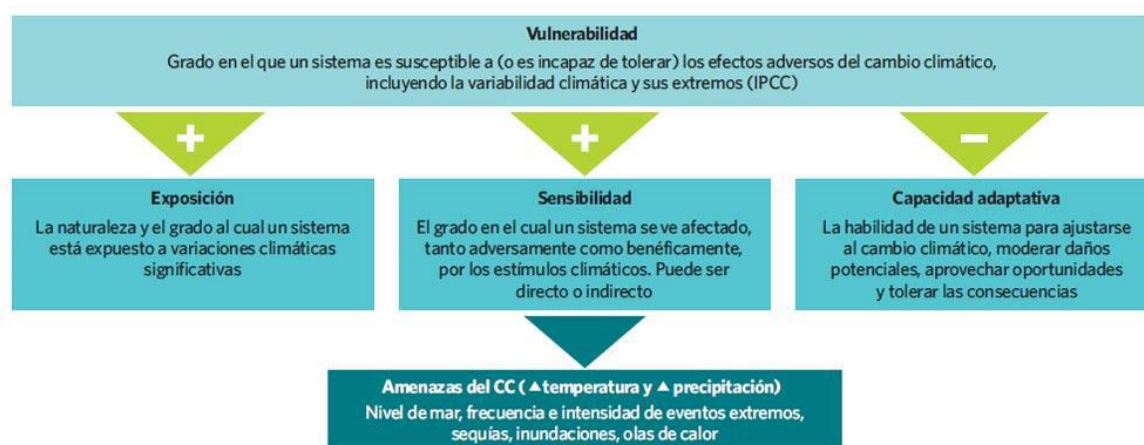 Vulnerabilidad
Grado en el que un sistema es susceptible a (o es incapaz de tolerar) los efectos adversos del cambio climático,
incluyendo la variabilidad climática y sus extremos (IPCC)
+
+
−
Exposición
La naturaleza y el grado al cual un sistema
está expuesto a variaciones climáticas
significativas
Sensibilidad
El grado en el cual un sistema se ve afectado,
tanto adversamente como benéficamente,
por los estímulos climáticos. Puede ser
directo o indirecto
Capacidad adaptativa
La habilidad de un sistema para ajustarse
al cambio climático, moderar daños
potenciales, aprovechar oportunidades
y tolerar las consecuencias
Amenazas del CC (▲temperatura y ▲ precipitación)
Nivel de mar, frecuencia e intensidad de eventos extremos,
sequías, inundaciones, olas de calor